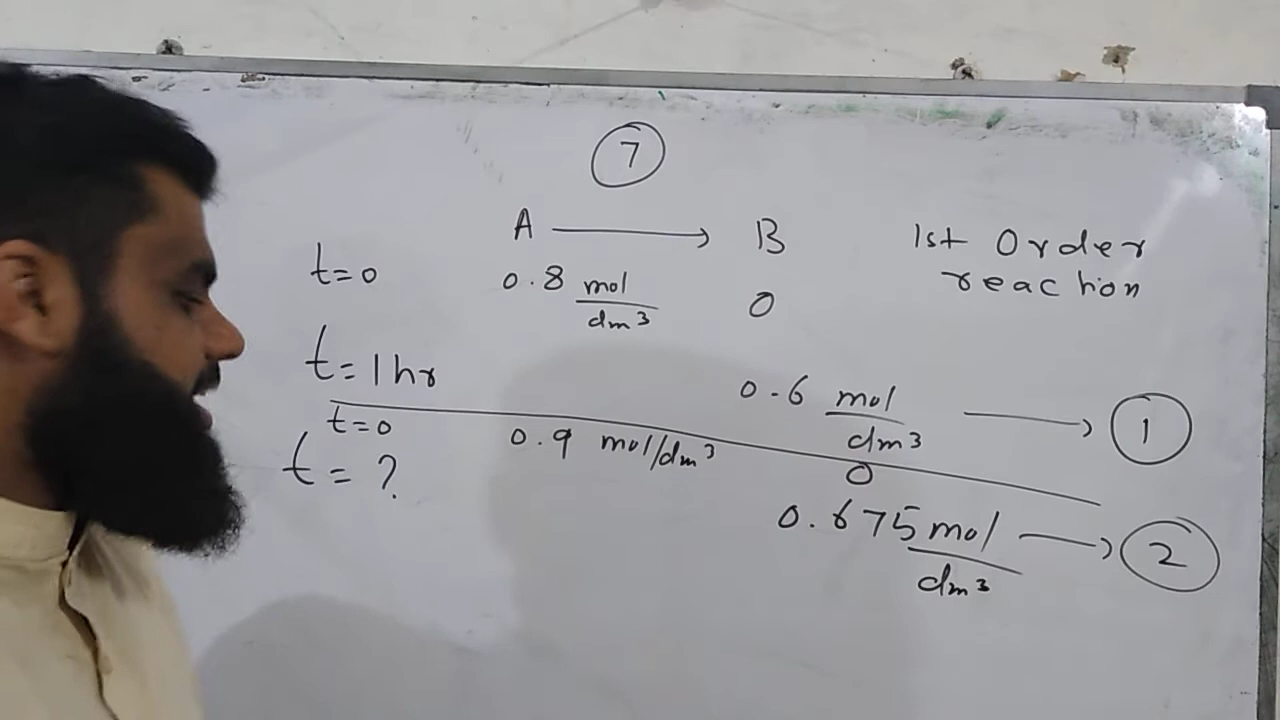 7
A ⟶ B 1st Order
t=0 0.8 mol/dm³ 0 reaction
t=1hr 0.6 mol/dm³ ⟶ 1
t=0 0.9 mol/dm³ 0
t=? 0.675 mol/dm³ ⟶ 2